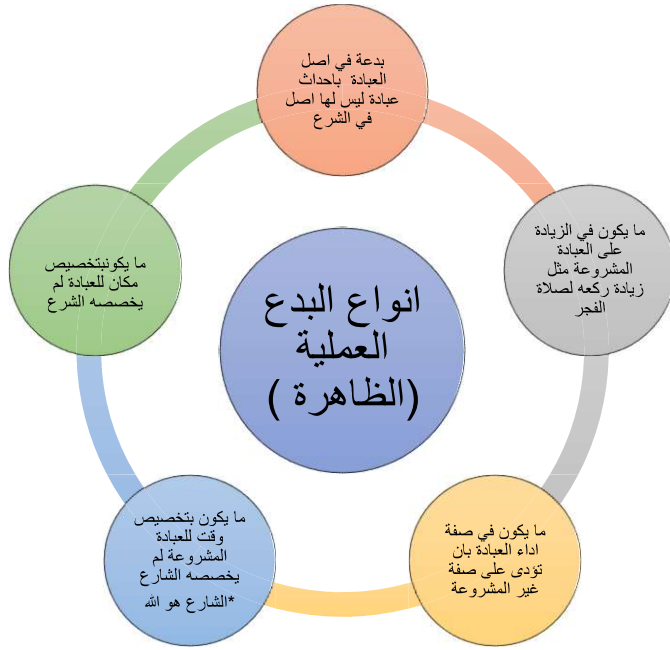 بدعة في اصل
العبادة باحداث
عبادة ليس لها اصل
في الشرع
ما يكون في الزيادة
على العبادة
المشروعة مثل
زيادة ركعه لصلاة
الفجر
ما يكون في صفة
اداء العبادة بان
تؤدى على صفة
غير المشروعة
ما يكون بتخصيص
وقت للعبادة
المشروعة لم
يخصصه الشارع
*الشارع هو الله
ما يكونبتخصيص
مكان للعبادة لم
يخصصه الشرع
انواع البدع
العملية
(الظاهرة )